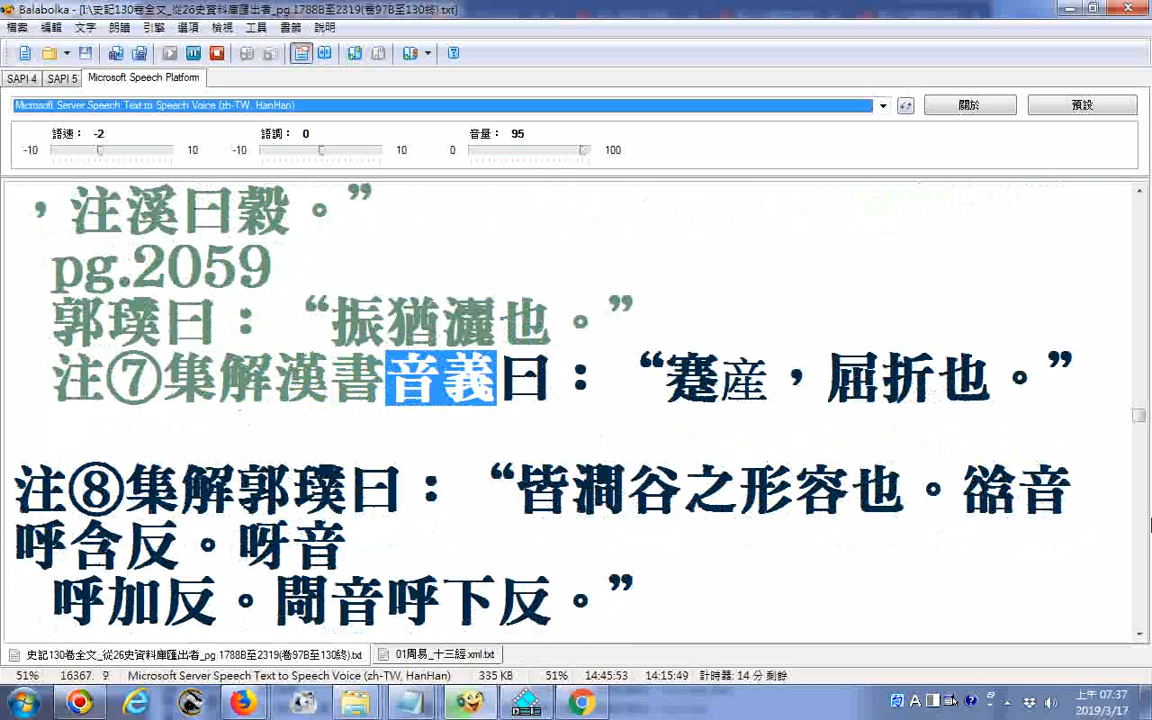 Balabolka - [I:\史記130卷全文_從26史資料庫匯出者_pg 1788B至2319(卷97B至130終).txt]
檔案 編輯 文字 朗讀 引擎 選項 檢視 工具 書籤 說明
SAPI 4 SAPI 5 Microsoft Speech Platform
Microsoft Server Speech Text to Speech Voice (zh-TW, HanHan) 關於 預設
語速： -2 語調： 0 音量： 95
-10 10 -10 10 0 100
，注溪曰穀。”
pg.2059
郭璞曰：“振猶灑也。”
注⑦集解漢書音義曰：“蹇産，屈折也。”
注⑧集解郭璞曰：“皆澗谷之形容也。谽音
呼含反。呀音
呼加反。閜音呼下反。”
史記130卷全文_從26史資料庫匯出者_pg 1788B至2319(卷97B至130終).txt 01周易_十三經.xml.txt
51% 16367: 9 Microsoft Server Speech Text to Speech Voice (zh-TW, HanHan) 335 KB 51% 14:45:53 14:15:49 計時器: 14 分 剩餘
上午 07:37
2019/3/17